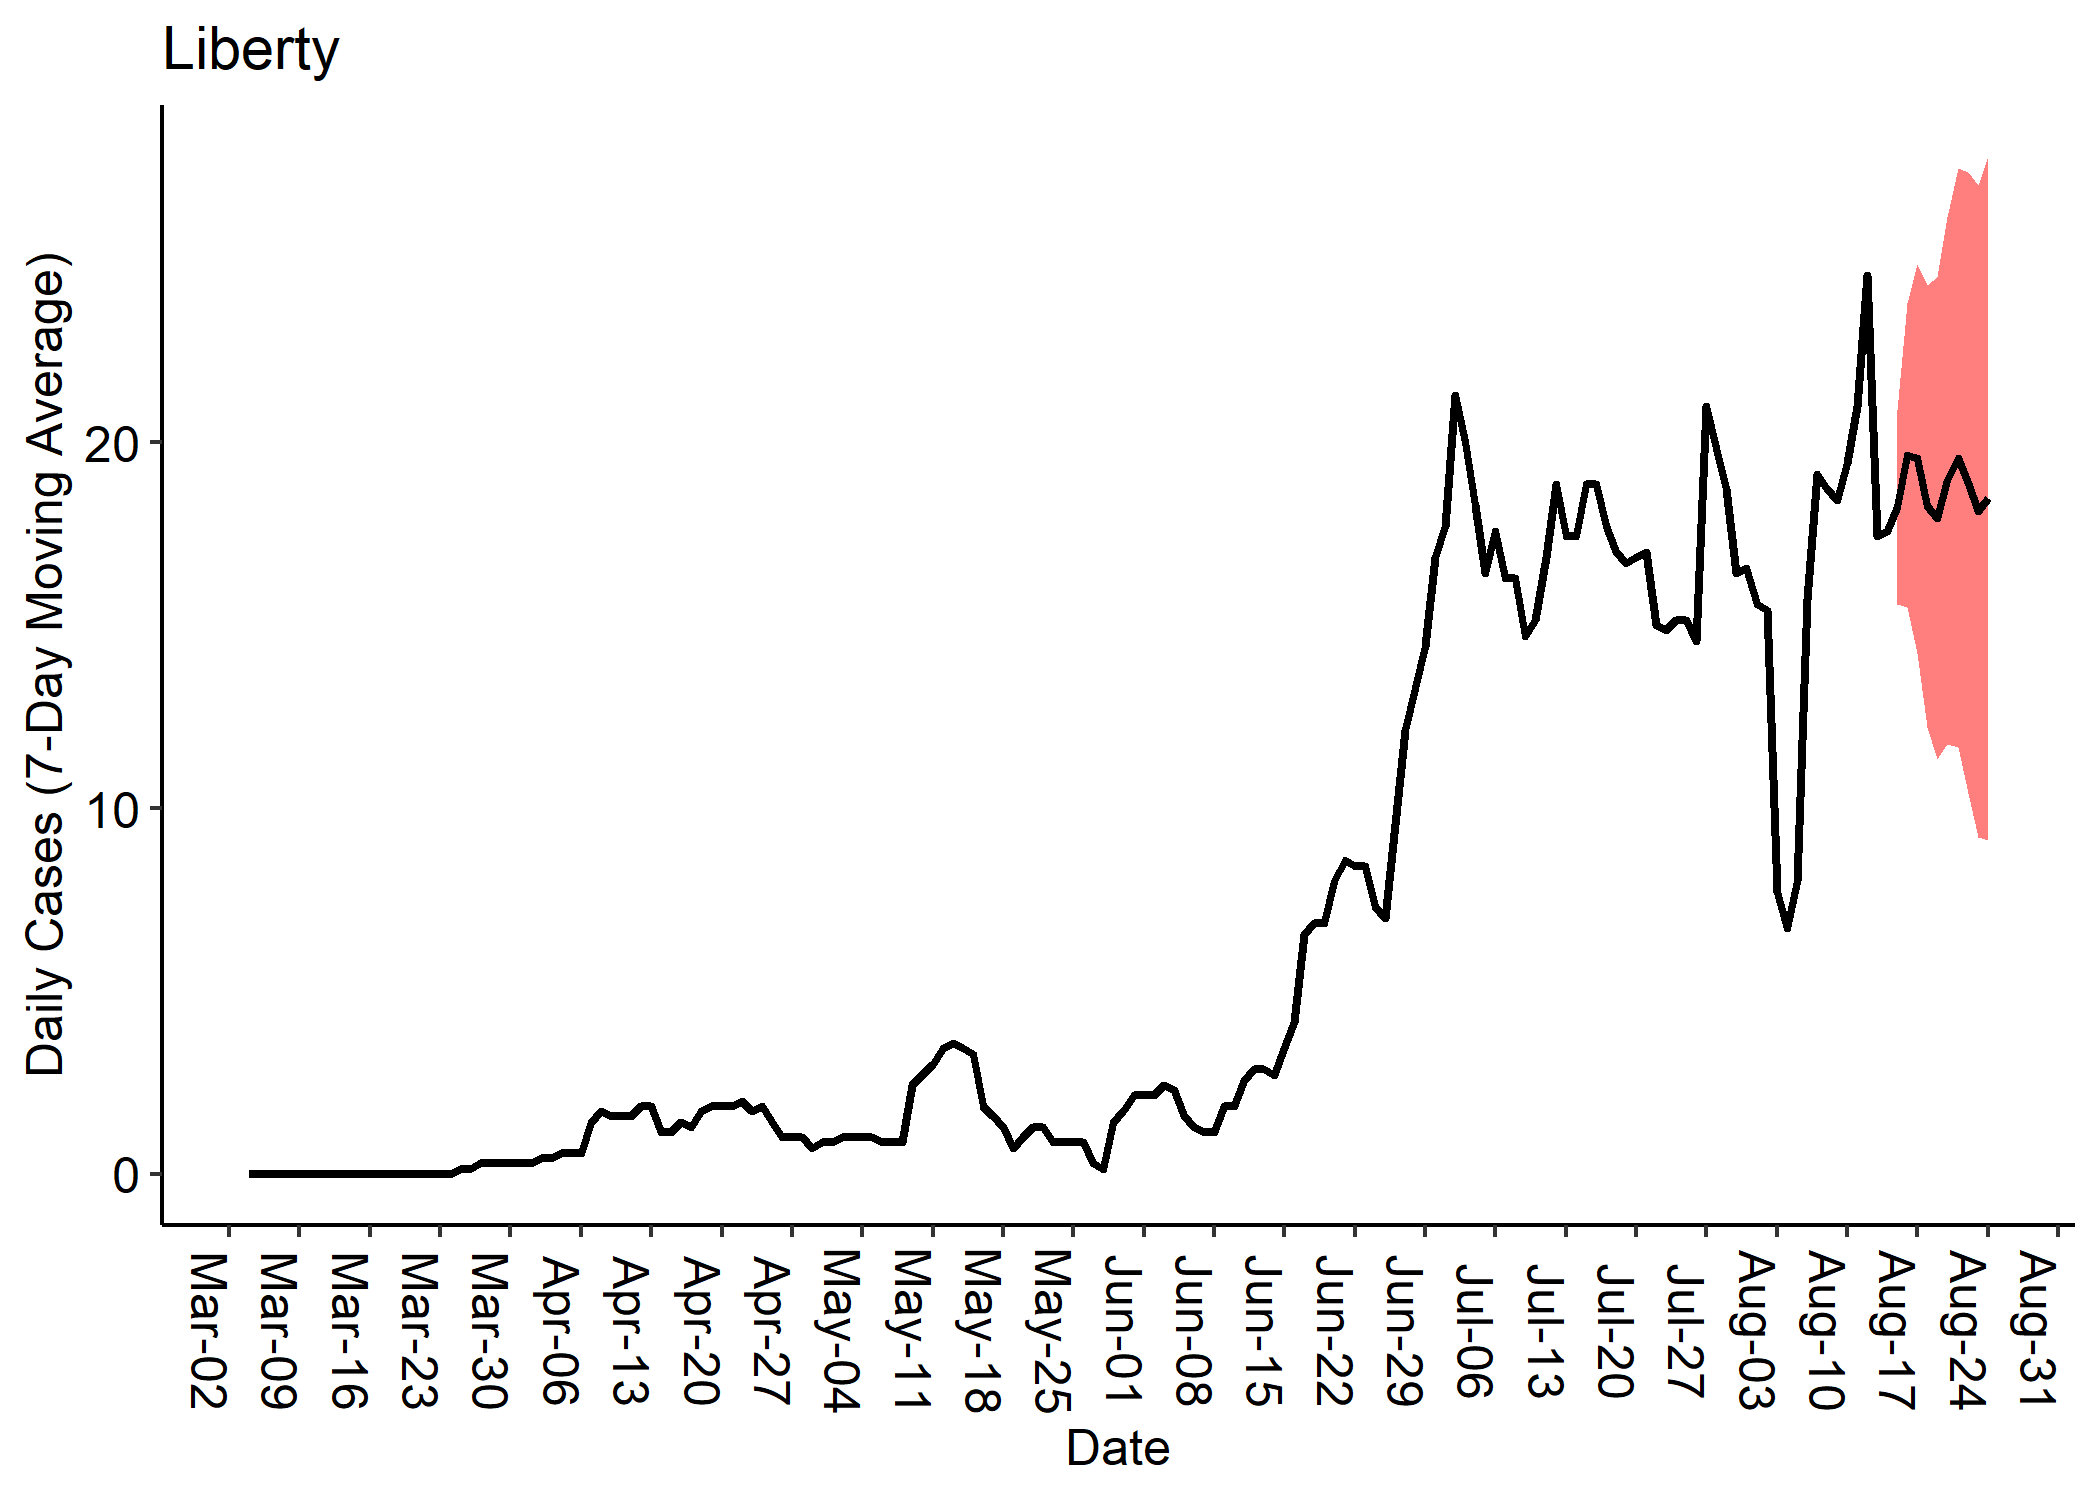 Liberty
Daily Cases (7-Day Moving Average)
20
10
0
Mar-02
Mar-09
Mar-16
Mar-23
Mar-30
Apr-06
Apr-13
Apr-20
Apr-27
May-04
May-11
May-18
May-25
Jun-01
Jun-08
Jun-15
Jun-22
Jun-29
Jul-06
Jul-13
Jul-20
Jul-27
Aug-03
Aug-10
Aug-17
Aug-24
Aug-31
Date